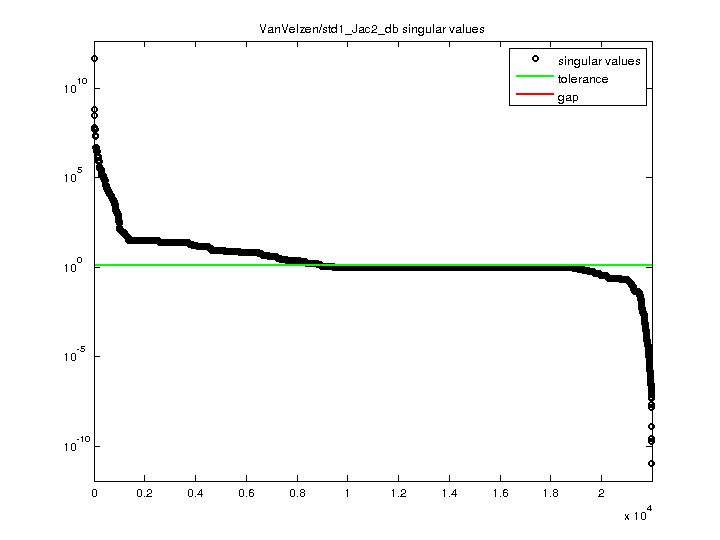 VanVelzen/std1_Jac2_db singular values
singular values
tolerance
gap
10^10
10^5
10^0
10^-5
10^-10
0 0.2 0.4 0.6 0.8 1 1.2 1.4 1.6 1.8 2
x 10^4